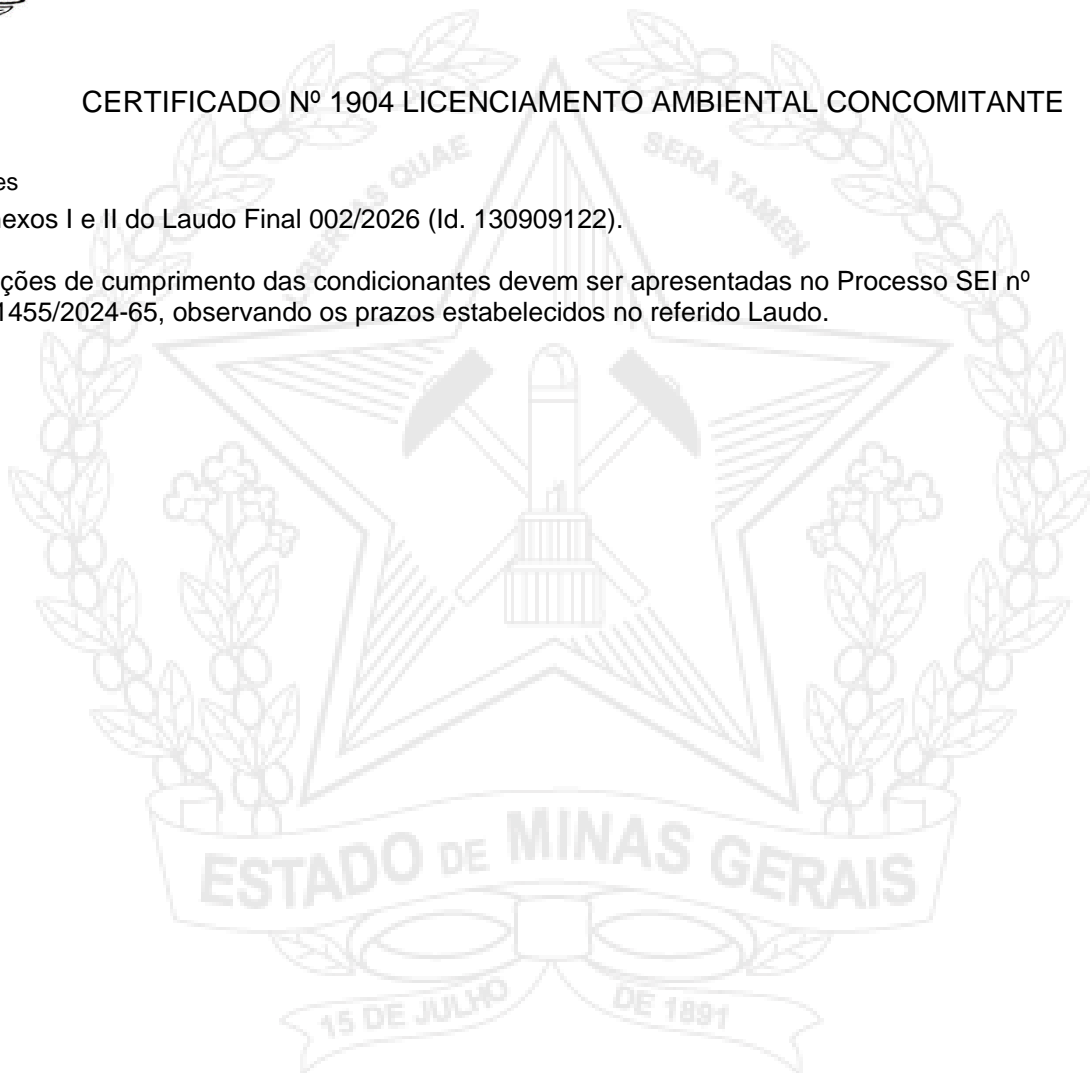 CERTIFICADO Nº 1904 LICENCIAMENTO AMBIENTAL CONCOMITANTE
SERA TAMEN
es
exos I e II do Laudo Final 002/2026 (Id. 130909122).
ções de cumprimento das condicionantes devem ser apresentadas no Processo SEI nº
1455/2024-65, observando os prazos estabelecidos no referido Laudo.
ESTADO DE MINAS GERAIS
15 DE JULHO DE 1891